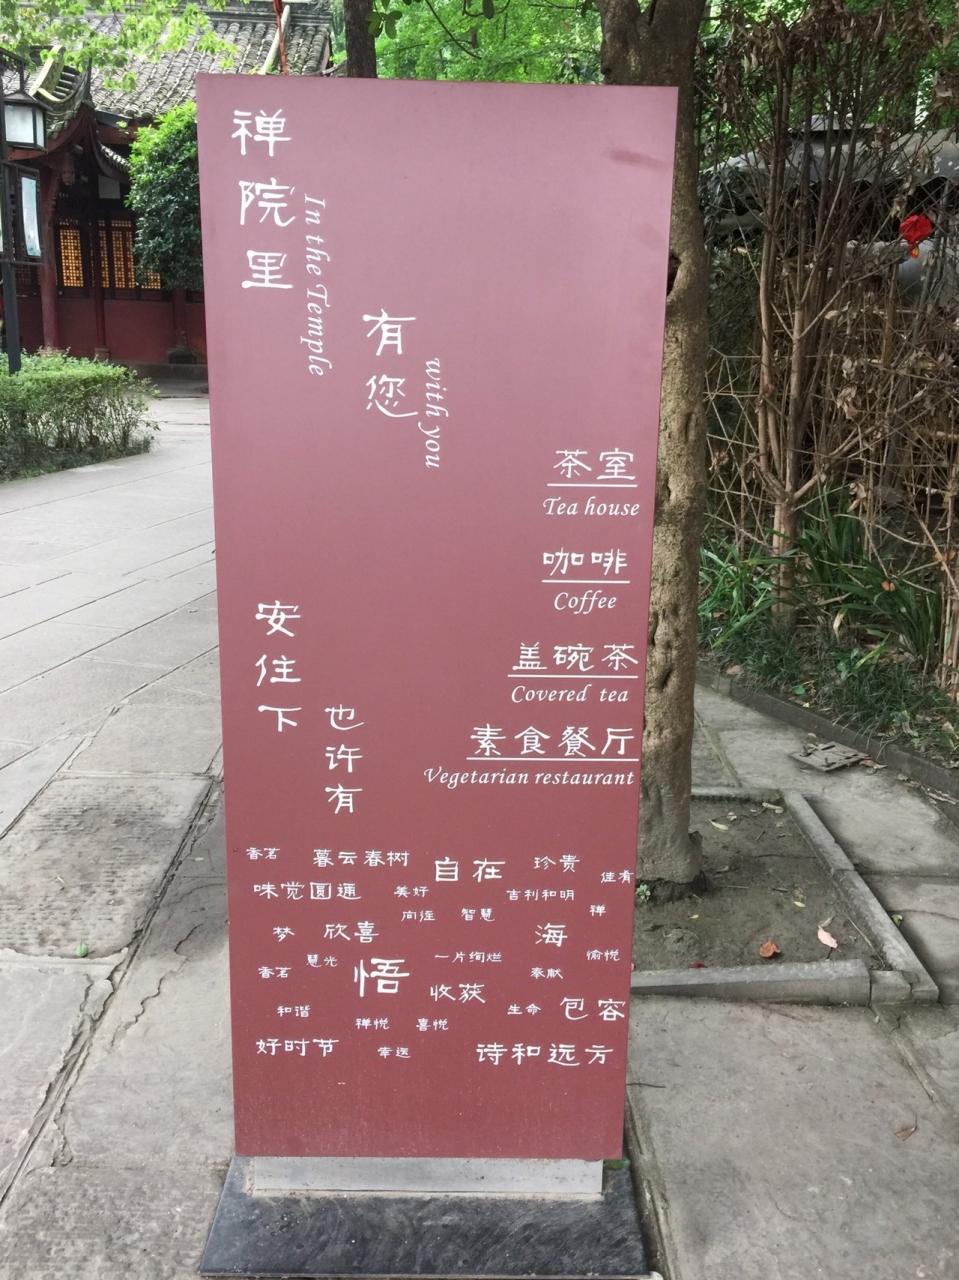 禅院里
In the Temple
有您
with you
茶室
Tea house
咖啡
Coffee
盖碗茶
Covered tea
素食餐厅
Vegetarian restaurant
安住下
也许有
香茗 暮云春树 自在 珍贵 佳肴
味觉圆通 美好 吉利和明
向往 智慧 禅
梦 欣喜 海
慧光 一片绚烂 愉悦
香茗 悟 收获 奉献
和谐 生命 包容
禅悦 喜悦
好时节 幸运 诗和远方